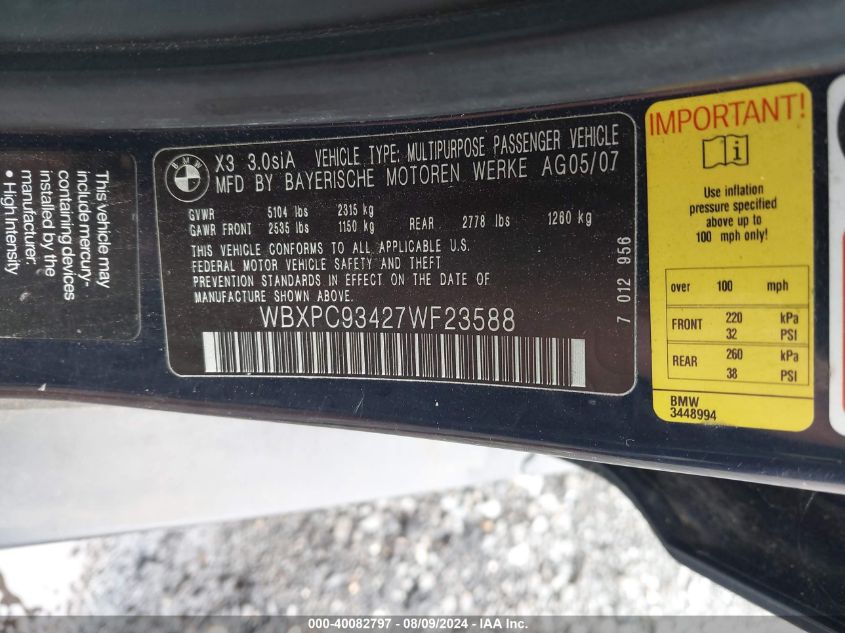 This vehicle may
include mercury-
containing devices
installed by the
manufacturer:
• High Intensity
BMW
X3 3.0siA VEHICLE TYPE: MULTIPURPOSE PASSENGER VEHICLE
MFD BY BAYERISCHE MOTOREN WERKE AG05/07
GVWR 5104 lbs 2315 kg
GAWR FRONT 2535 lbs 1150 kg REAR 2778 lbs 1260 kg
THIS VEHICLE CONFORMS TO ALL APPLICABLE U.S.
FEDERAL MOTOR VEHICLE SAFETY AND THEFT
PREVENTION STANDARDS IN EFFECT ON THE DATE OF
MANUFACTURE SHOWN ABOVE.
WBXPC93427WF23588
7 012 956
IMPORTANT!
Use inflation
pressure specified
above up to
100 mph only!
over 100 mph
FRONT 220 kPa
32 PSI
REAR 260 kPa
38 PSI
BMW
3448994
000-40082797 - 08/09/2024 - IAA Inc.